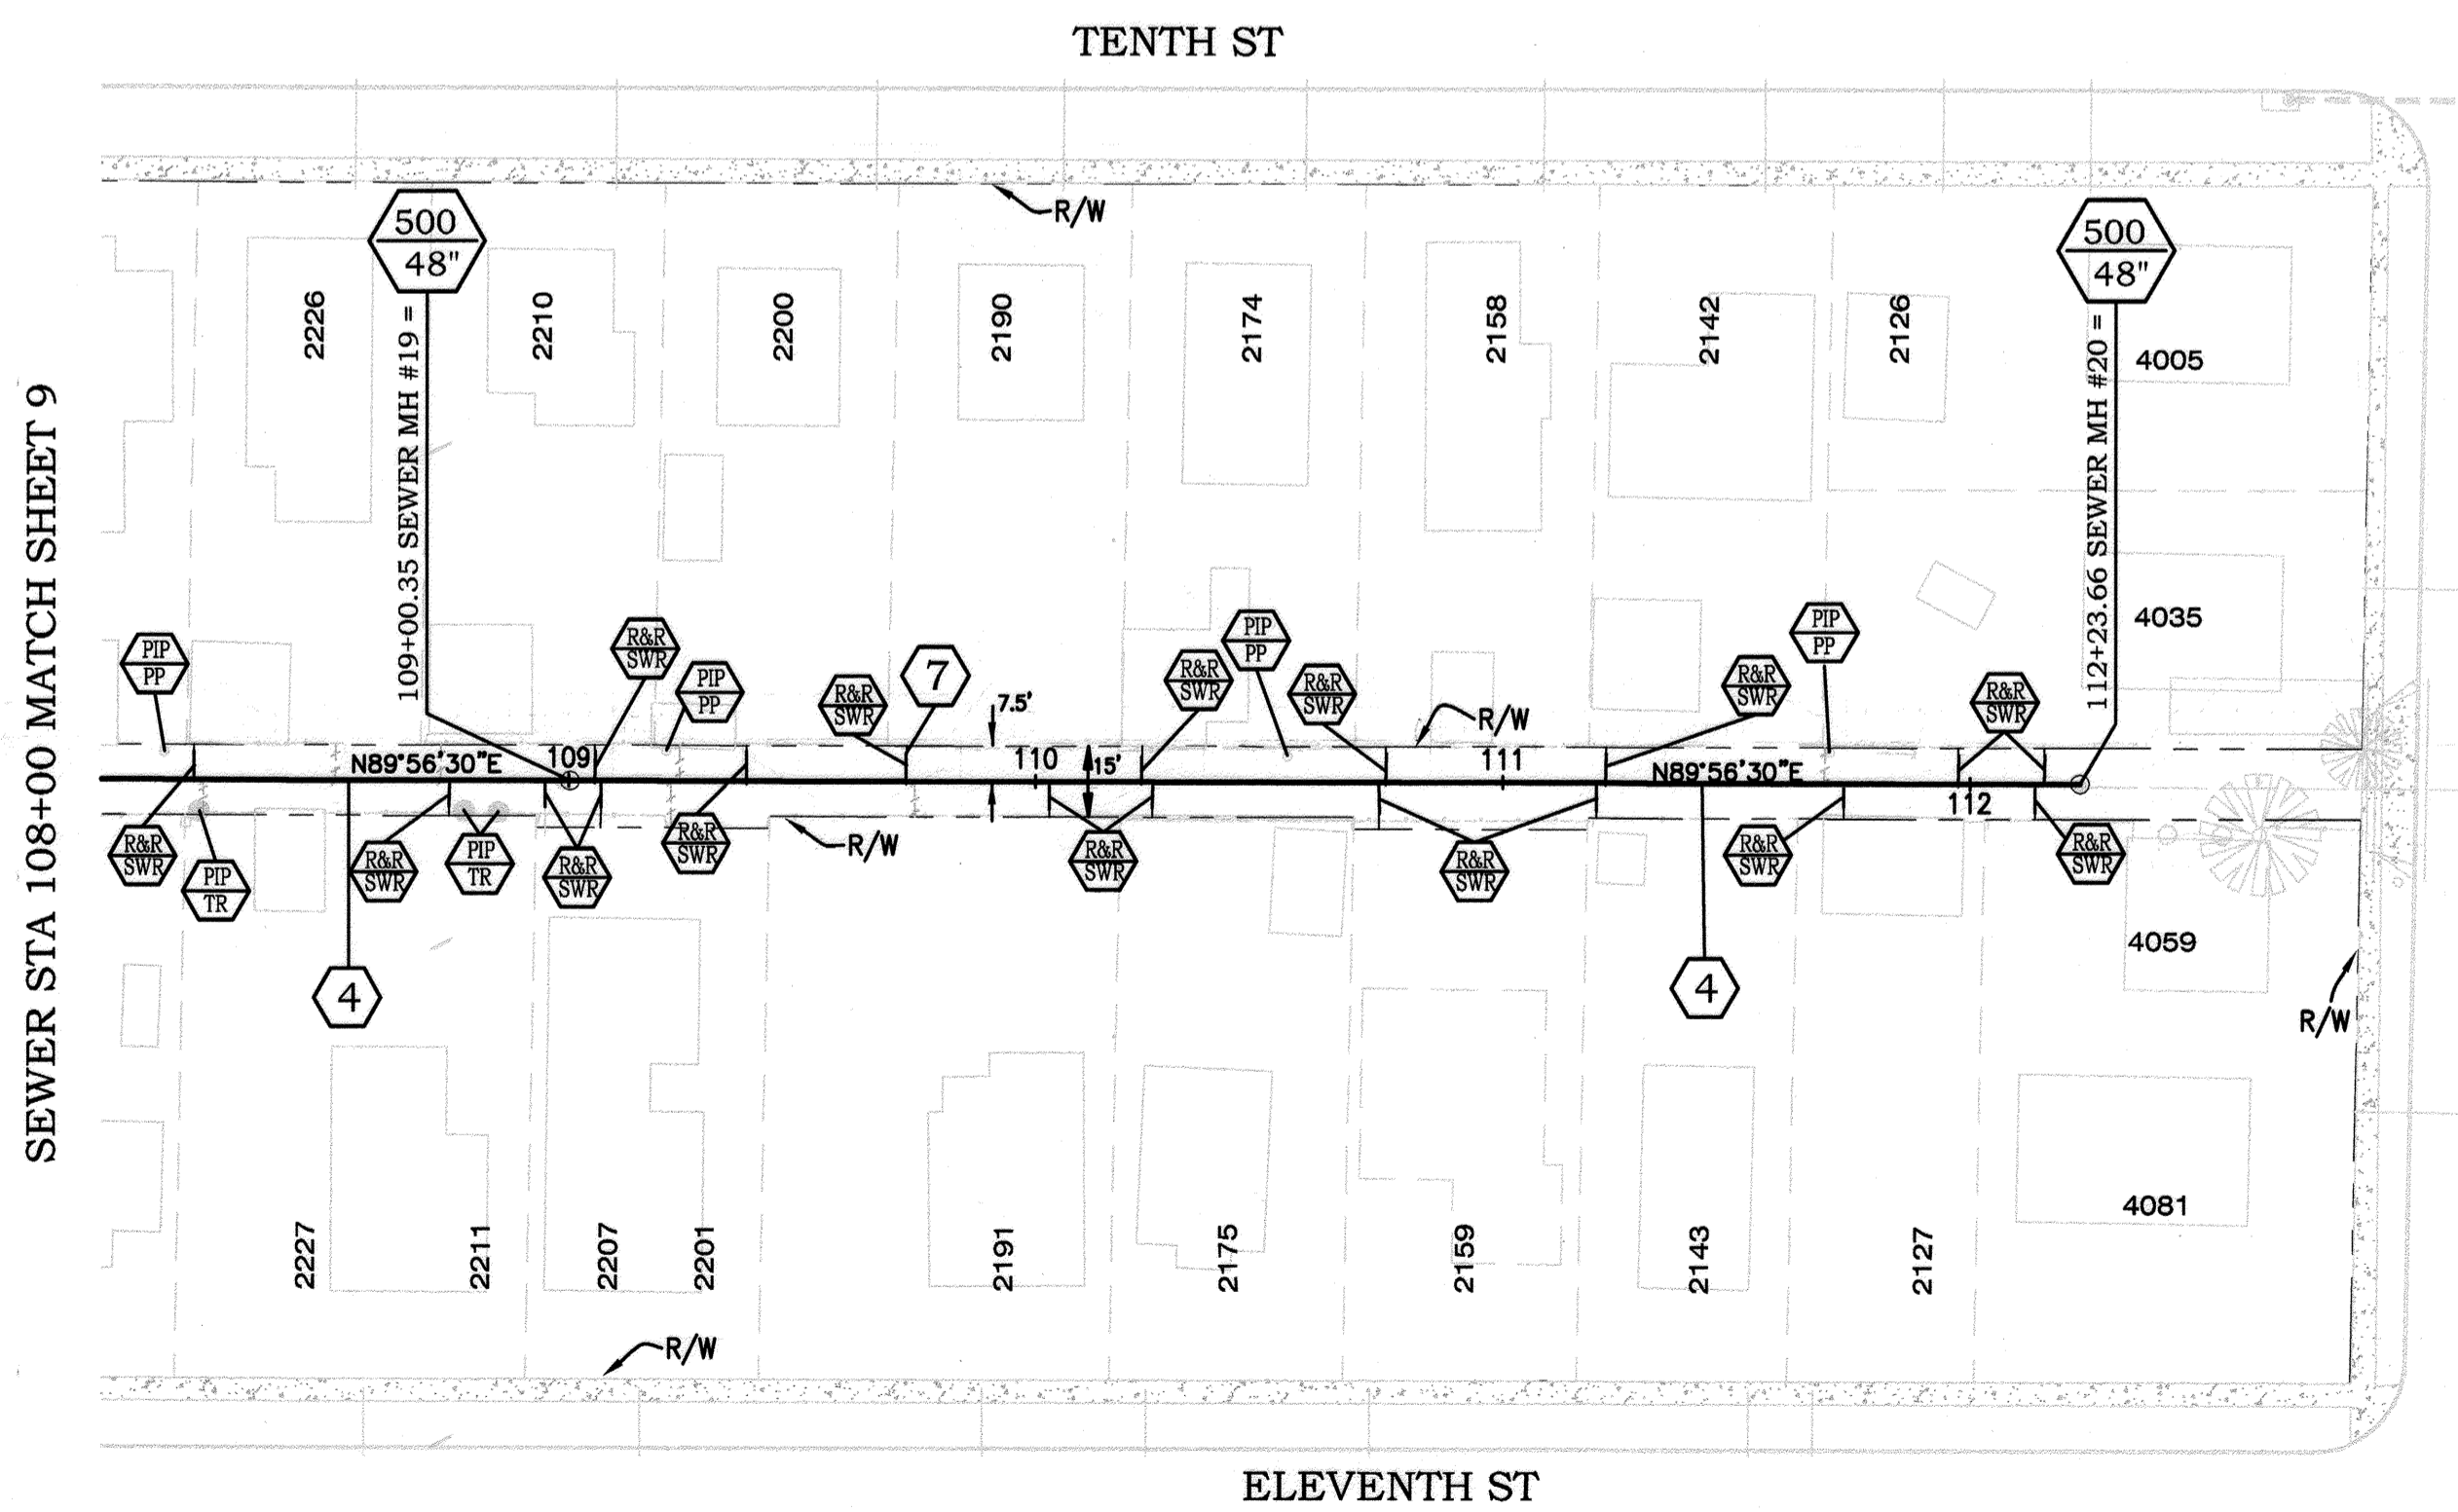 TENTH ST
R/W
500
48"
500
48"
2226
2210
2200
2190
2174
2158
2142
2126
4005
109+00.35 SEWER MH #19 =
112+23.66 SEWER MH #20 =
SEWER STA 108+00 MATCH SHEET 9
4035
PIP
PP
R&R
SWR
PIP
PP
R&R
SWR
7
7.5'
R&R
SWR
PIP
PP
R&R
SWR
R/W
R&R
SWR
PIP
PP
R&R
SWR
N89°56'30"E
109
110
15'
111
N89°56'30"E
112
R&R
SWR
PIP
TR
R&R
SWR
PIP
TR
R&R
SWR
R&R
SWR
R/W
R&R
SWR
R&R
SWR
R&R
SWR
R&R
SWR
4059
4
4
R/W
4081
2227
2211
2207
2201
2191
2175
2159
2143
2127
R/W
ELEVENTH ST